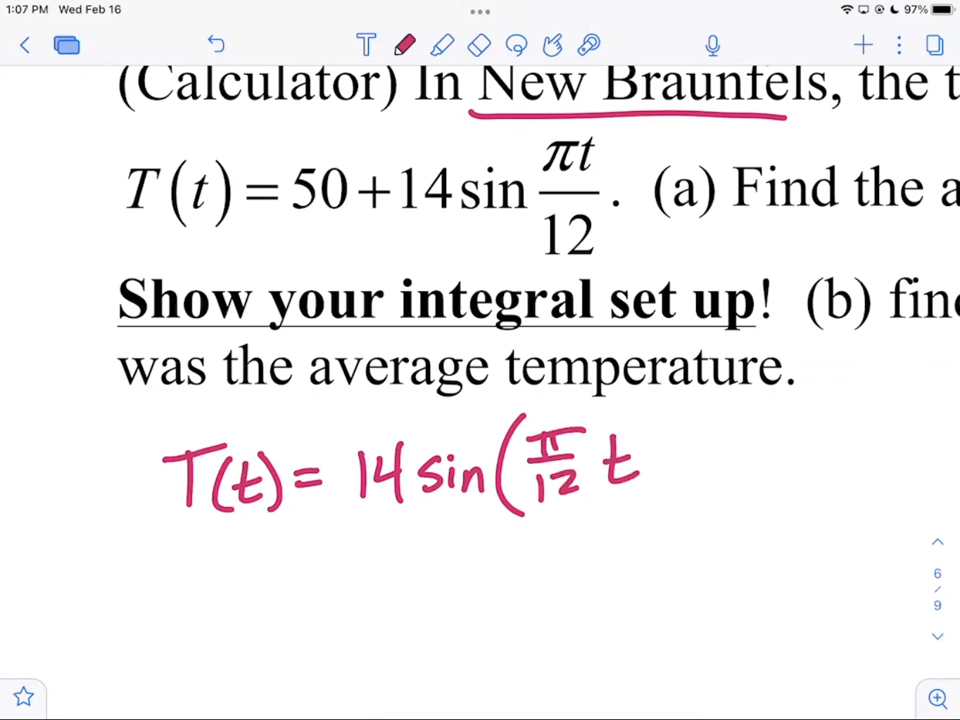 1:07 PM Wed Feb 16 97%
(Calculator) In New Braunfels, the t
T(t) = 50 + 14 sin πt/12 . (a) Find the a
Show your integral set up! (b) find
was the average temperature.
T(t) = 14 sin(π/12 t
6
/
9